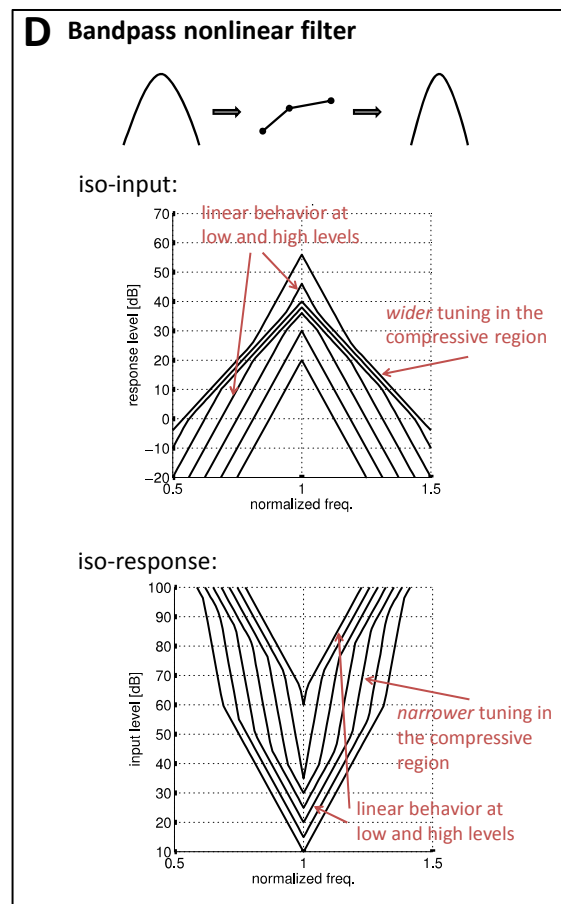 D Bandpass nonlinear filter
iso-input:
linear behavior at
low and high levels
wider tuning in the
compressive region
response level [dB]
70
60
50
40
30
20
10
0
−10
−20
0.5 1 1.5
normalized freq.
iso-response:
input level [dB]
100
90
80
70
60
50
40
30
20
10
narrower tuning in
the compressive
region
linear behavior at
low and high levels
0.5 1 1.5
normalized freq.